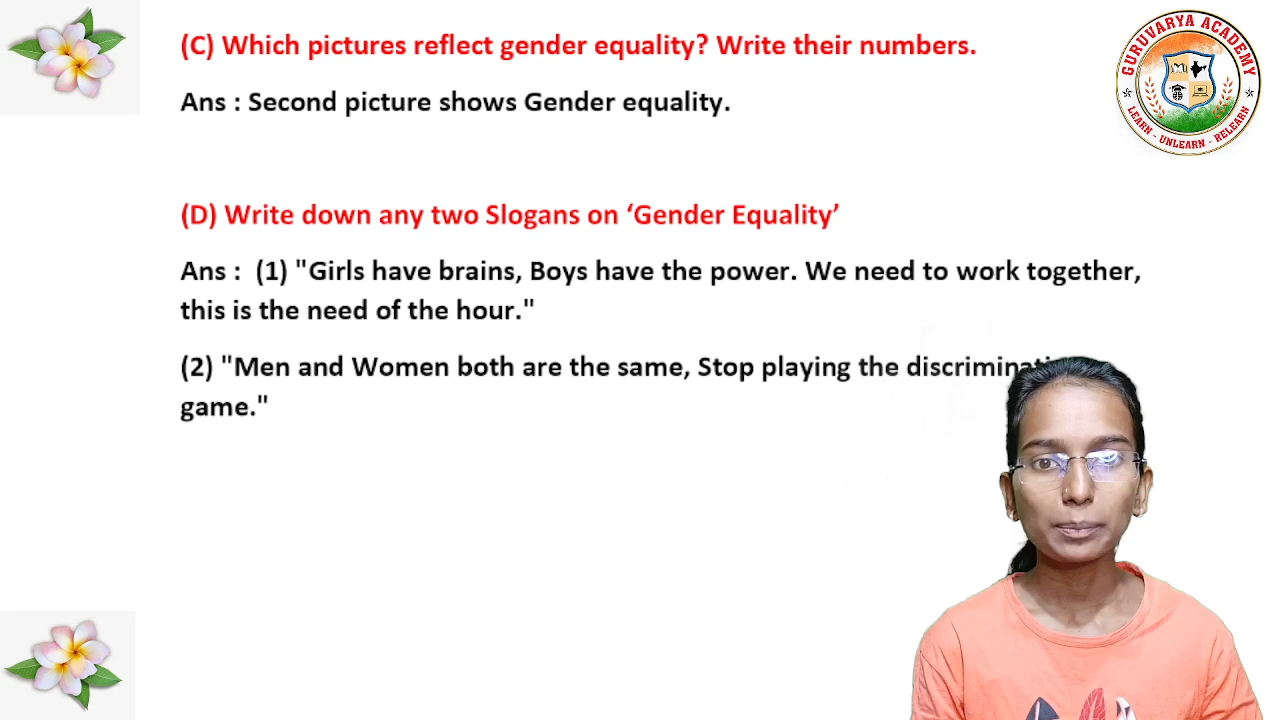 (C) Which pictures reflect gender equality? Write their numbers.
Ans : Second picture shows Gender equality.
(D) Write down any two Slogans on ‘Gender Equality’
Ans :  (1) "Girls have brains, Boys have the power. We need to work together,
this is the need of the hour."
(2) "Men and Women both are the same, Stop playing the
game."
GURUVARYA ACADEMY
LEARN - UNLEARN - RELEARN